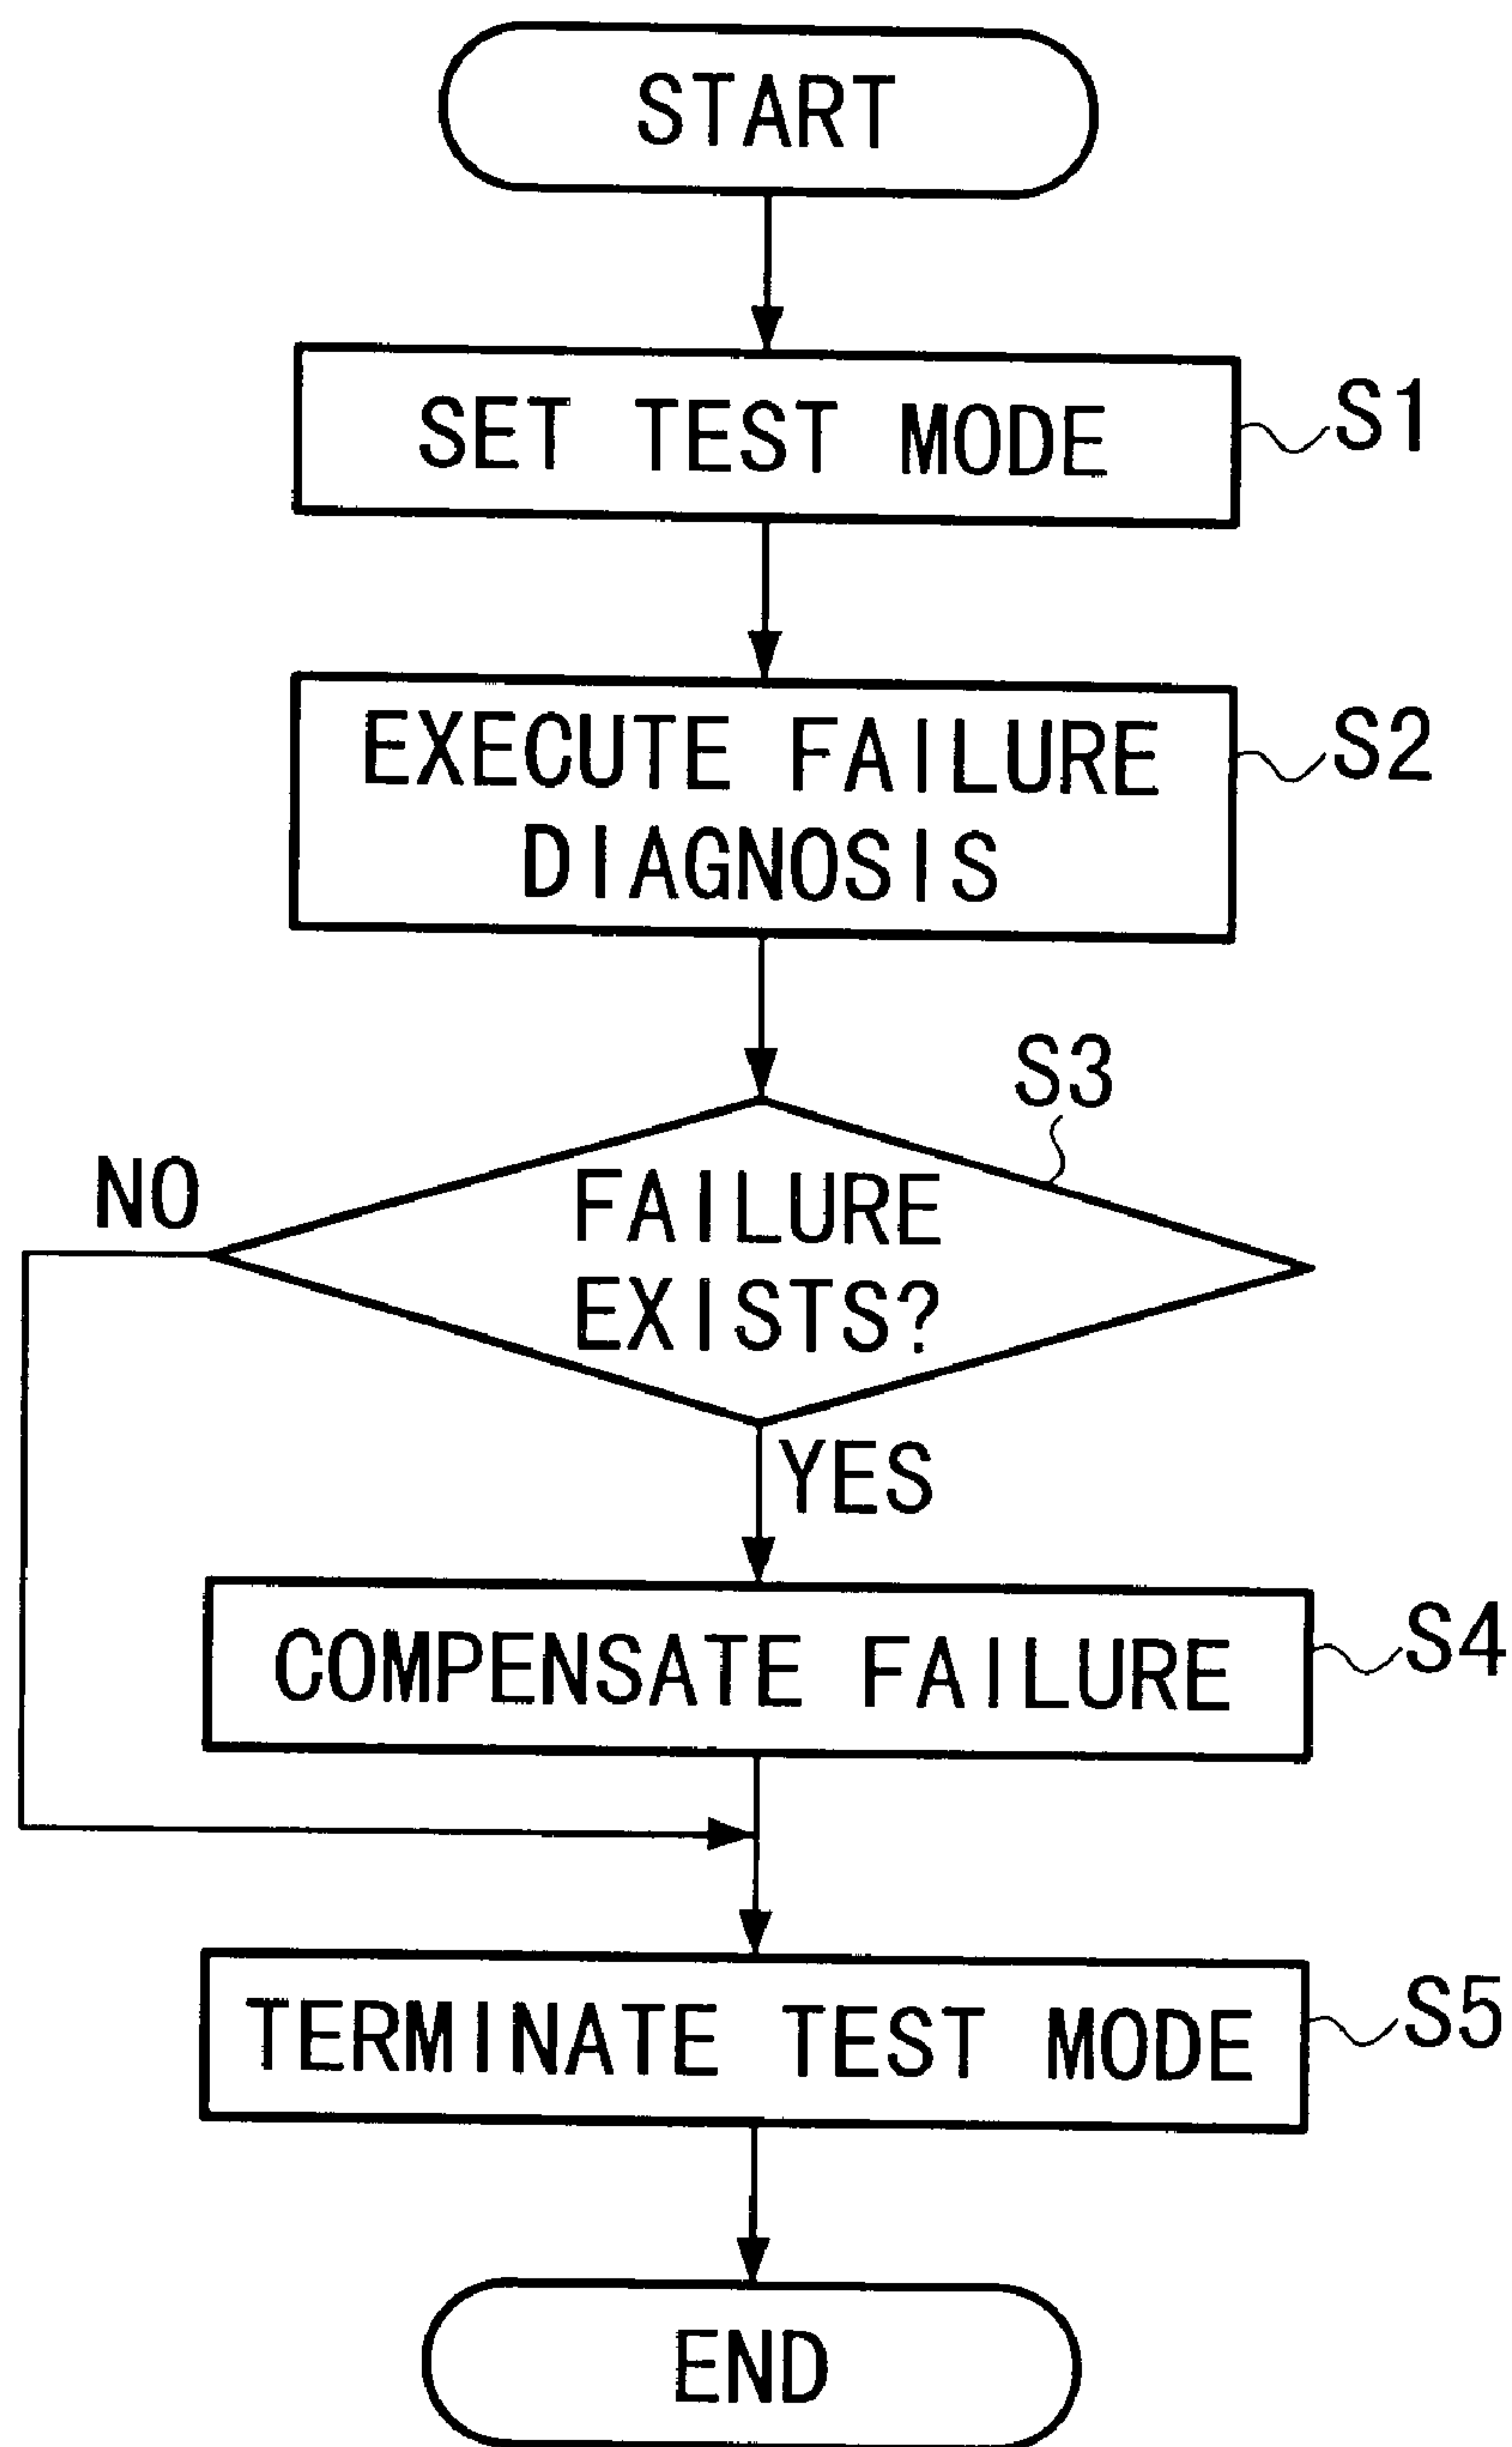 START
SET TEST MODE
S1
EXECUTE FAILURE
DIAGNOSIS
S2
S3
NO
FAILURE
EXISTS?
YES
COMPENSATE FAILURE
S4
TERMINATE TEST MODE
S5
END